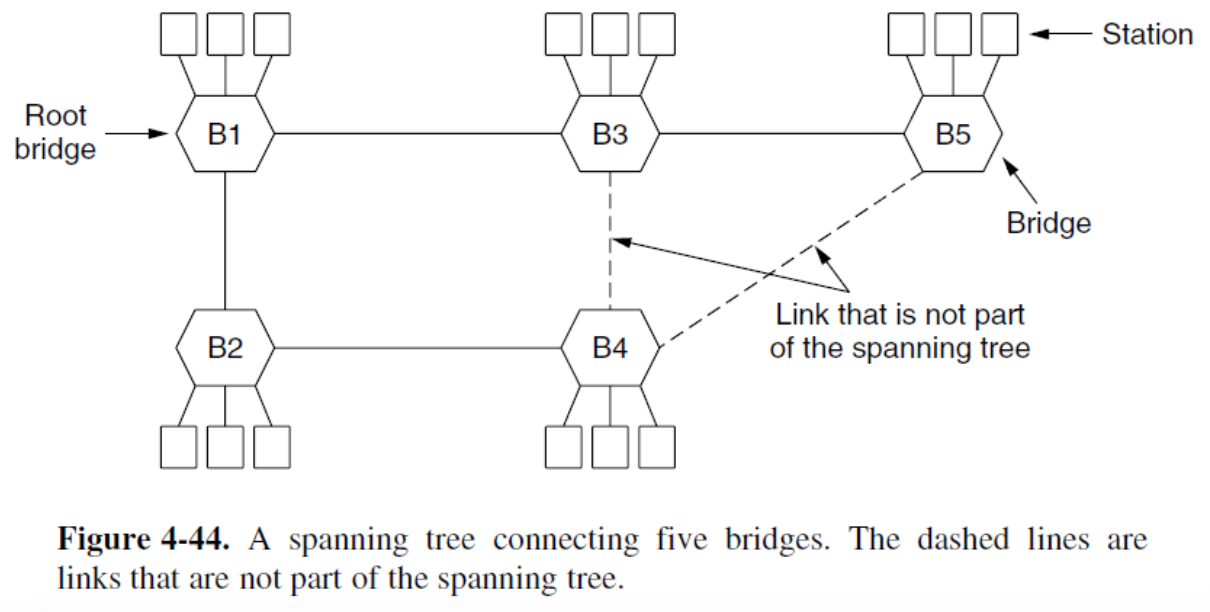 Station
Root
bridge
B1
B3
B5
Bridge
Link that is not part
of the spanning tree
B2
B4
Figure 4-44. A spanning tree connecting five bridges. The dashed lines are
links that are not part of the spanning tree.